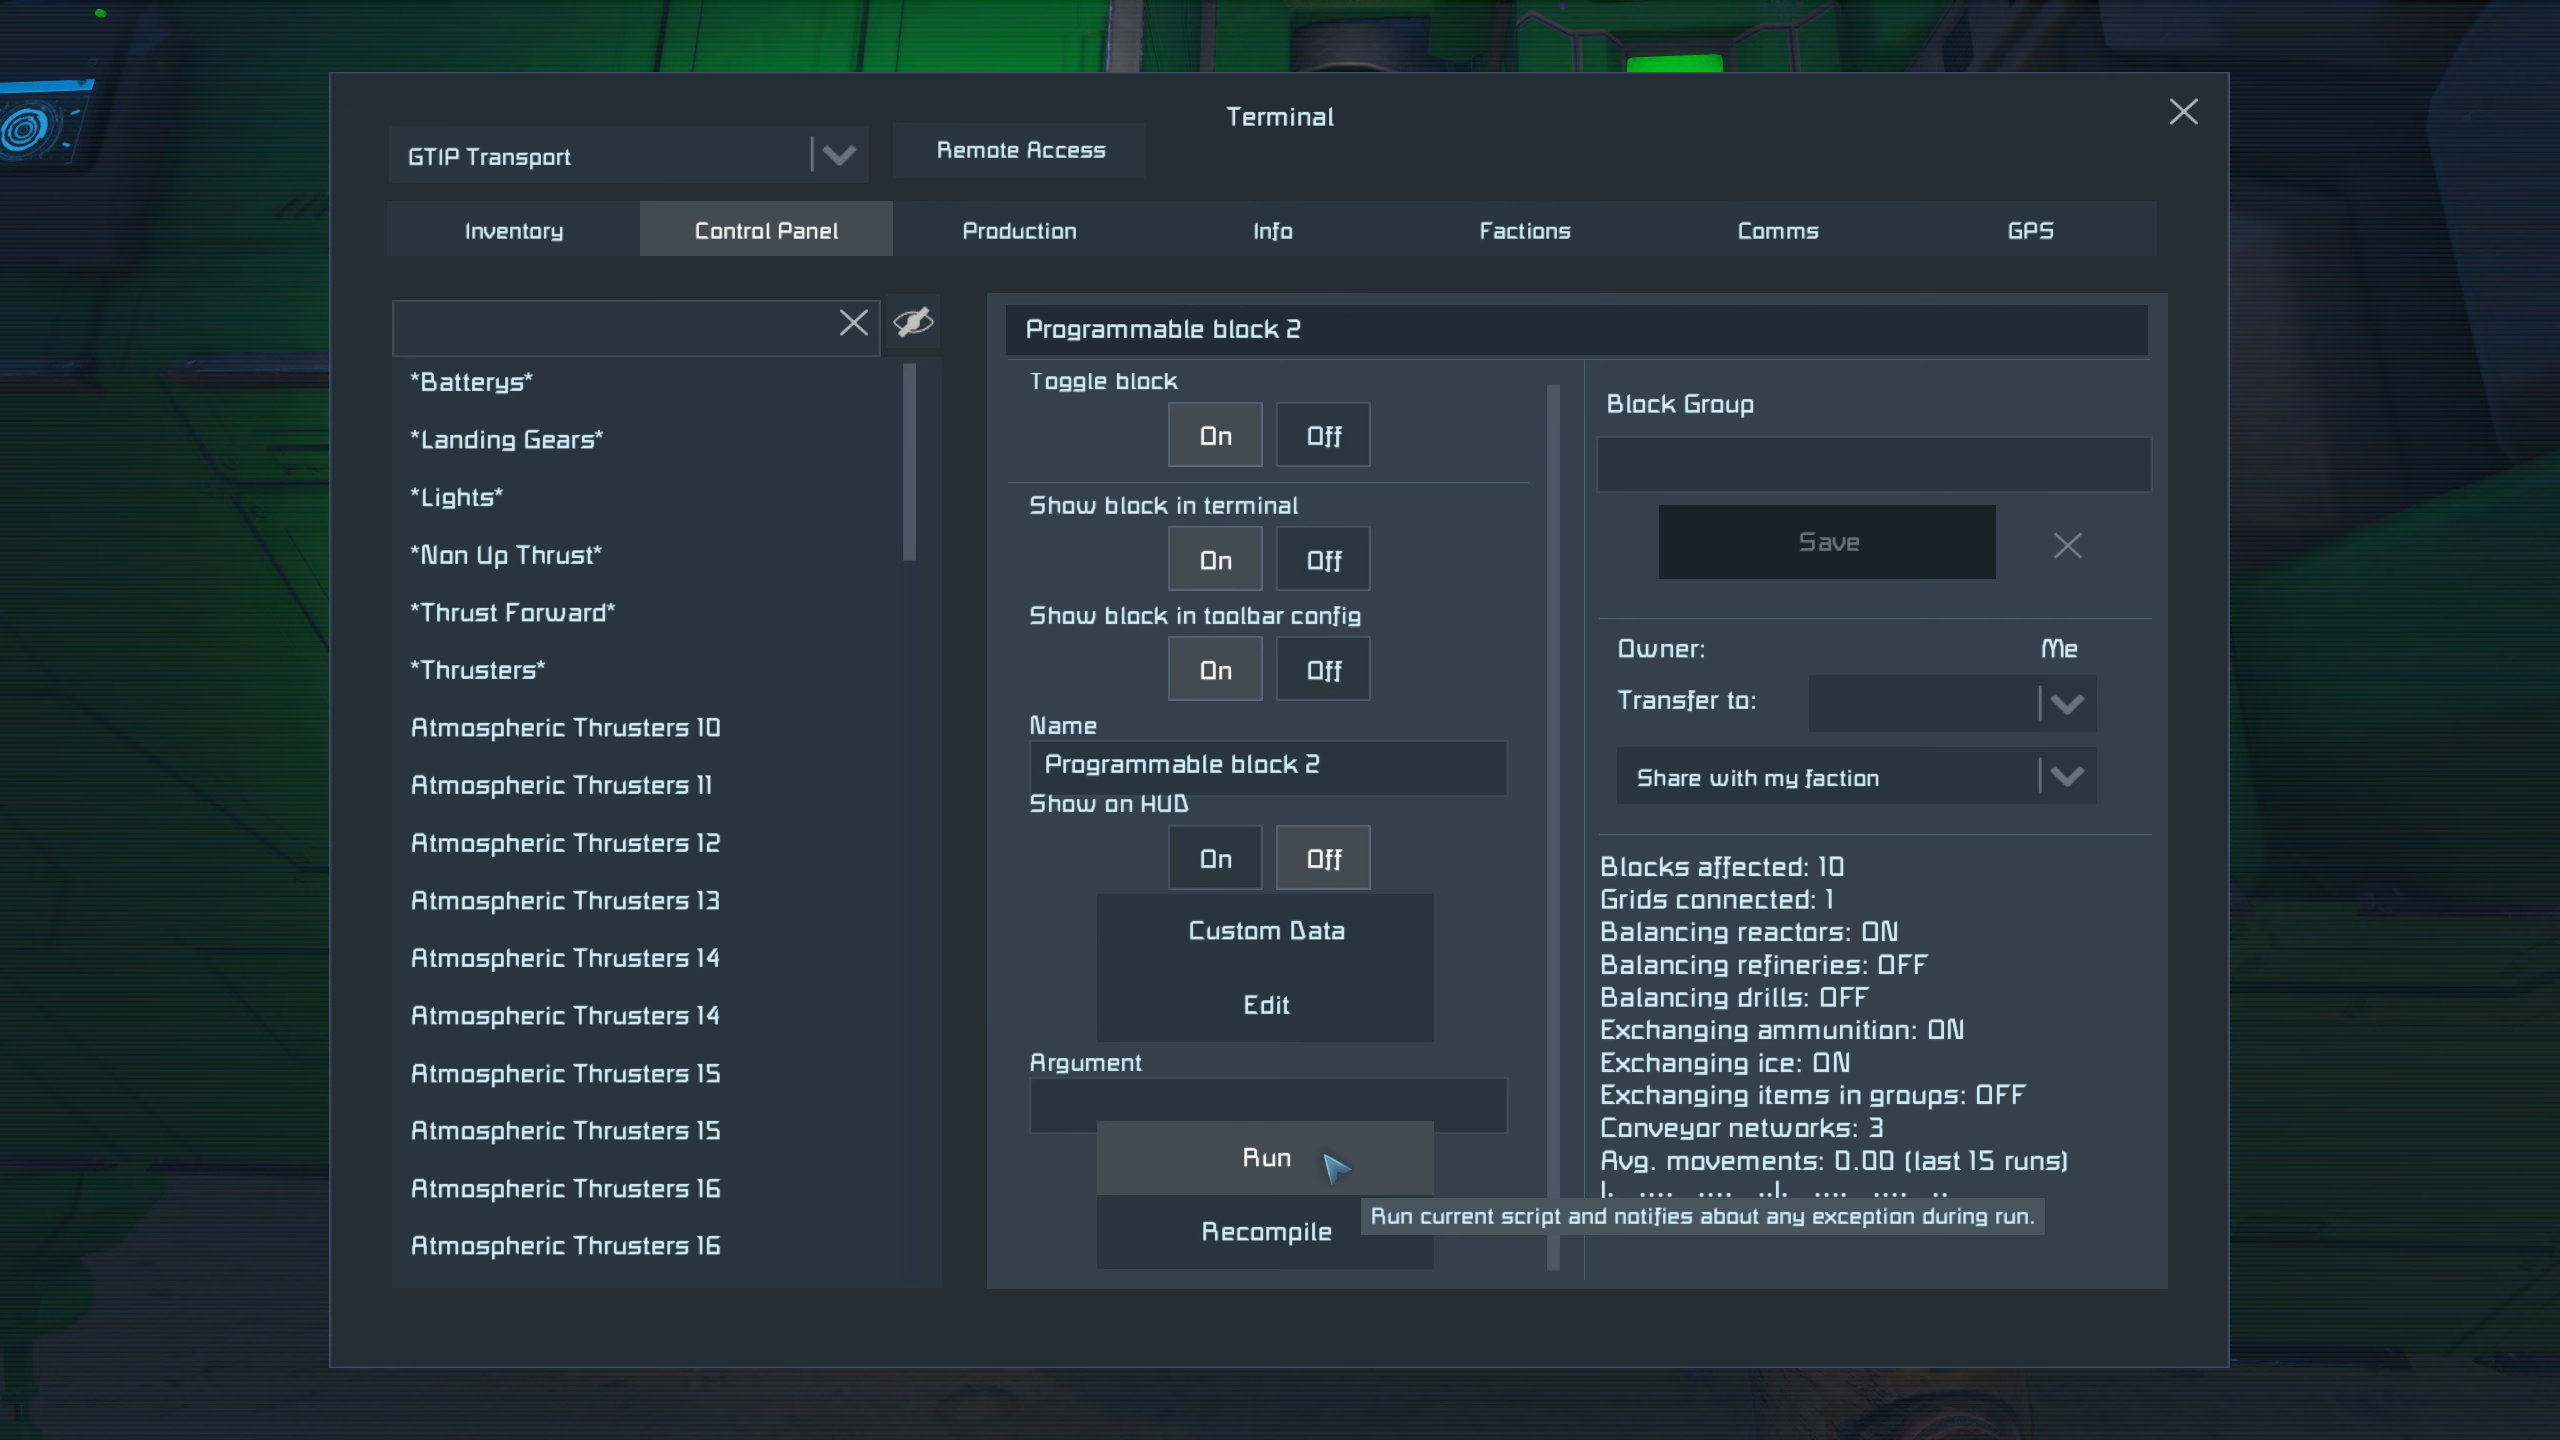 Terminal
GT1P Transport
Remote Access
Inventory
Control Panel
Production
Info
Factions
Comms
GPS
*Batterys*
*Landing Gears*
*Lights*
*Non Up Thrust*
*Thrust Forward*
*Thrusters*
Atmospheric Thrusters 10
Atmospheric Thrusters 11
Atmospheric Thrusters 12
Atmospheric Thrusters 13
Atmospheric Thrusters 14
Atmospheric Thrusters 14
Atmospheric Thrusters 15
Atmospheric Thrusters 15
Atmospheric Thrusters 16
Atmospheric Thrusters 16
Programmable block 2
Toggle block
On Off
Show block in terminal
On Off
Show block in toolbar config
On Off
Name
Programmable block 2
Show on HUD
On Off
Custom Data
Edit
Argument
Run
Recompile
Run current script and notifies about any exception during run.
Block Group
Save
Owner: Me
Transfer to:
Share with my faction
Blocks affected: 10
Grids connected: 1
Balancing reactors: ON
Balancing refineries: OFF
Balancing drills: OFF
Exchanging ammunition: ON
Exchanging ice: ON
Exchanging items in groups: OFF
Conveyor networks: 3
Avg. movements: 0.00 (last 15 runs)